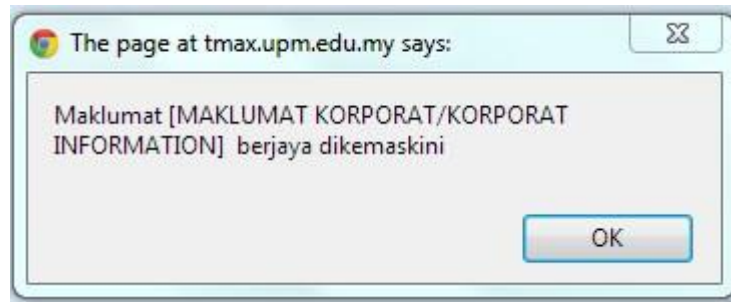 The page at tmax.upm.edu.my says:
Maklumat [MAKLUMAT KORPORAT/KORPORAT
INFORMATION] berjaya dikemaskini
OK